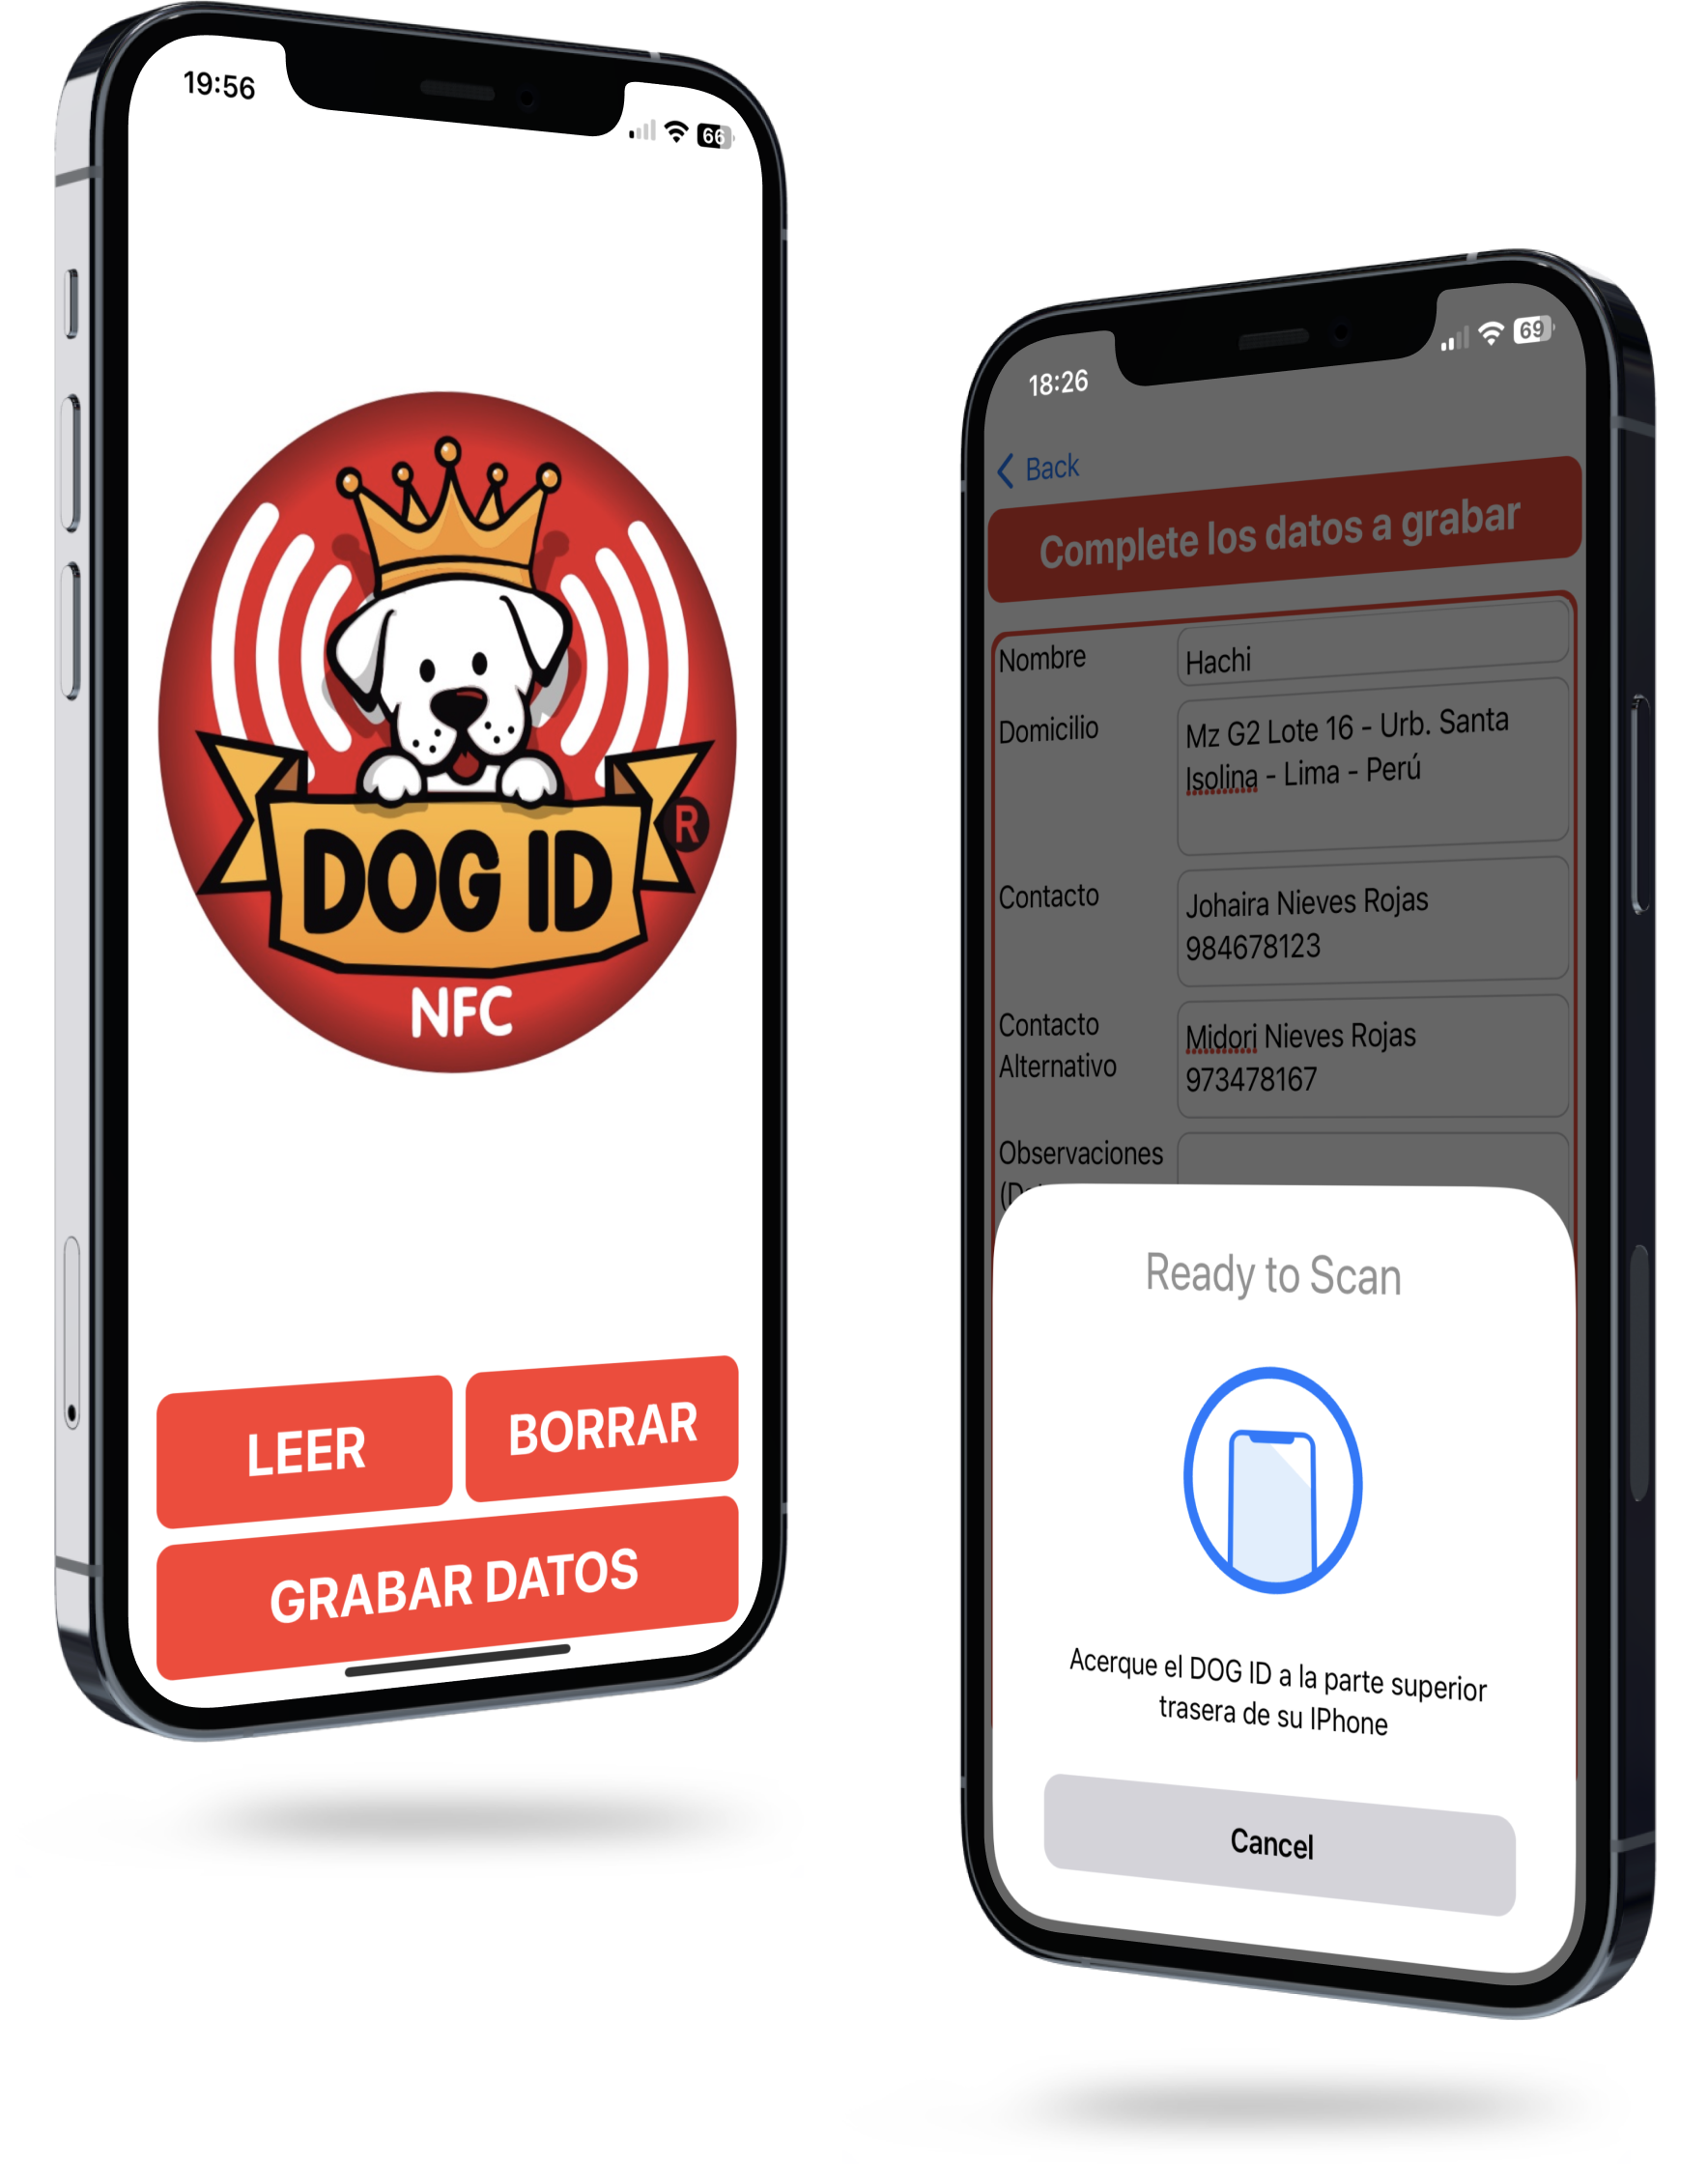 19:56
66
DOG ID
R
NFC
LEER
BORRAR
GRABAR DATOS
18:26
69
Back
Complete los datos a grabar
Nombre
Hachi
Domicilio
Mz G2 Lote 16 - Urb. Santa
Isolina - Lima - Perú
Contacto
Johaira Nieves Rojas
984678123
Contacto
Alternativo
Midori Nieves Rojas
973478167
Observaciones
Ready to Scan
Acerque el DOG ID a la parte superior
trasera de su IPhone
Cancel